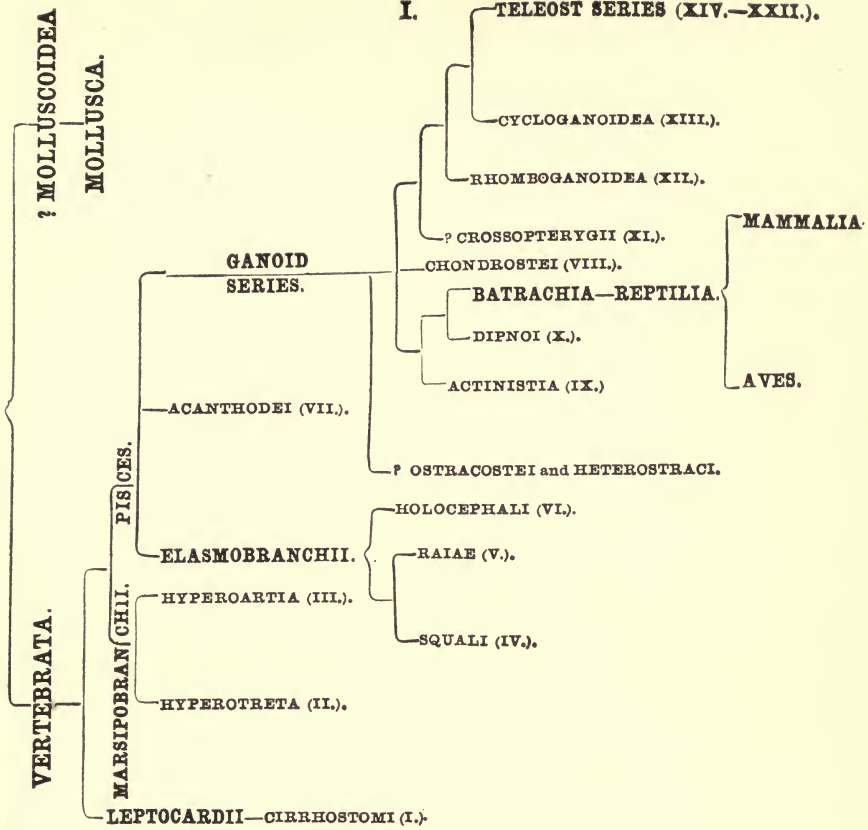 I.
TELEOST SERIES (XIV.—XXII.).
? MOLLUSCOIDEA
MOLLUSCA.
CYCLOGANOIDEA (XIII.).
RHOMBOGANOIDEA (XII.).
MAMMALIA.
? CROSSOPTERYGII (XI.).
GANOID
SERIES.
CHONDROSTEI (VIII.).
BATRACHIA—REPTILIA.
DIPNOI (X.).
ACTINISTIA (IX.)
AVES.
ACANTHODEI (VII.).
PISCES.
? OSTRACOSTEI and HETEROSTRACI.
HOLOCEPHALI (VI.).
ELASMOBRANCHII.
RAIAE (V.).
HYPEROARTIA (III.).
SQUALI (IV.).
VERTEBRATA.
MARSIPOBRANCHII.
HYPEROTRETA (II.).
LEPTOCARDII—CIRRHOSTOMI (I.).